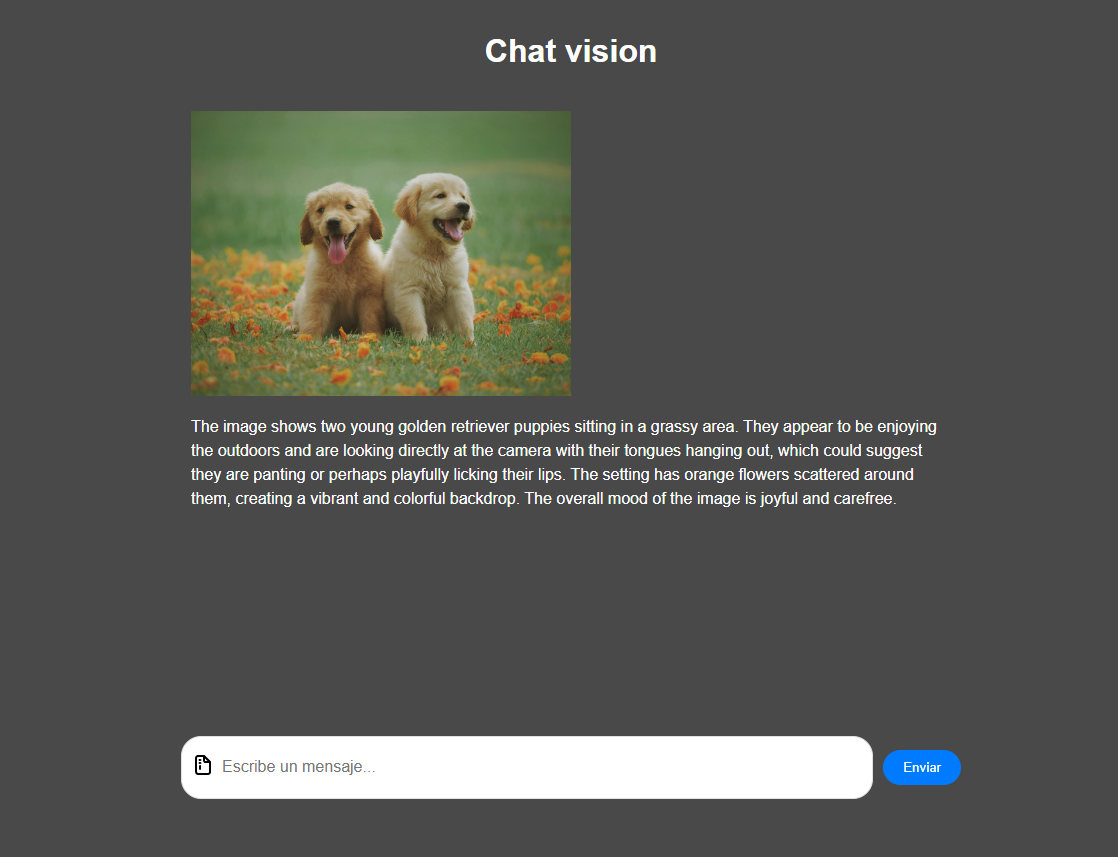 Chat vision
The image shows two young golden retriever puppies sitting in a grassy area. They appear to be enjoying
the outdoors and are looking directly at the camera with their tongues hanging out, which could suggest
they are panting or perhaps playfully licking their lips. The setting has orange flowers scattered around
them, creating a vibrant and colorful backdrop. The overall mood of the image is joyful and carefree.
Escribe un mensaje...
Enviar